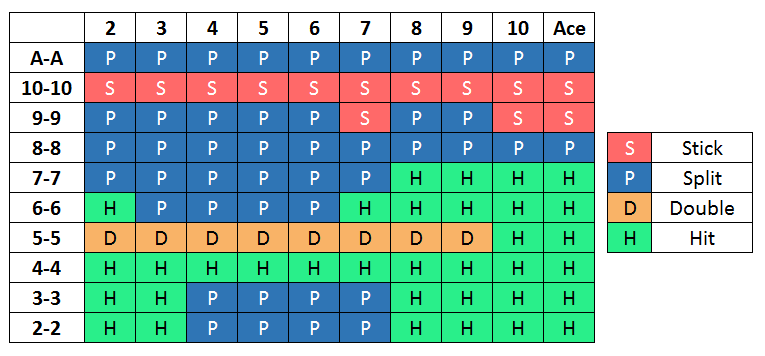 2 3 4 5 6 7 8 9 10 Ace
A-A P P P P P P P P P P
10-10 S S S S S S S S S S
9-9 P P P P P S P P S S
8-8 P P P P P P P P P P
7-7 P P P P P P H H H H
6-6 H P P P P H H H H H
5-5 D D D D D D D D H H
4-4 H H H H H H H H H H
3-3 H H P P P P H H H H
2-2 H H P P P P H H H H
S Stick
P Split
D Double
H Hit